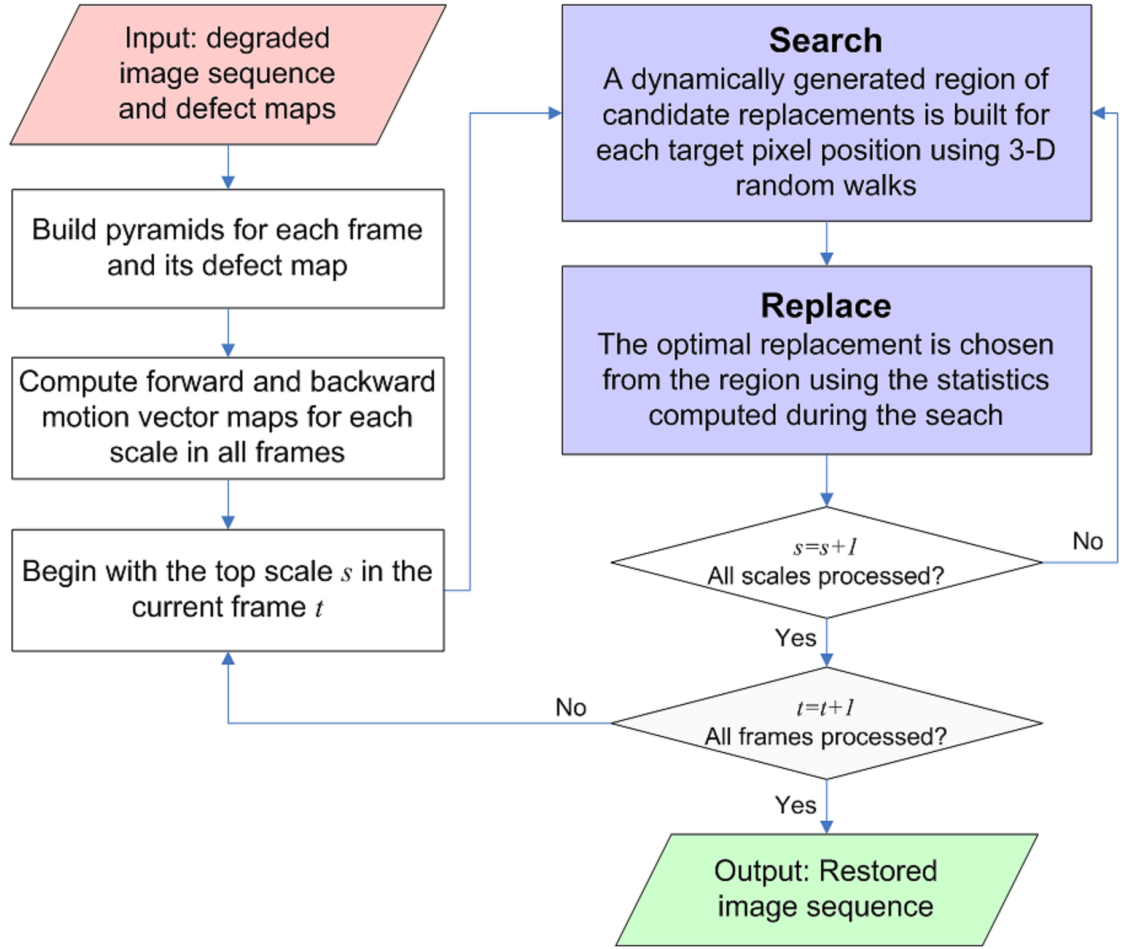 Input: degraded
image sequence
and defect maps
Build pyramids for each frame
and its defect map
Compute forward and backward
motion vector maps for each
scale in all frames
Begin with the top scale s in the
current frame t
Search
A dynamically generated region of
candidate replacements is built for
each target pixel position using 3-D
random walks
Replace
The optimal replacement is chosen
from the region using the statistics
computed during the seach
s=s+1
All scales processed?
No
Yes
t=t+1
All frames processed?
No
Yes
Output: Restored
image sequence